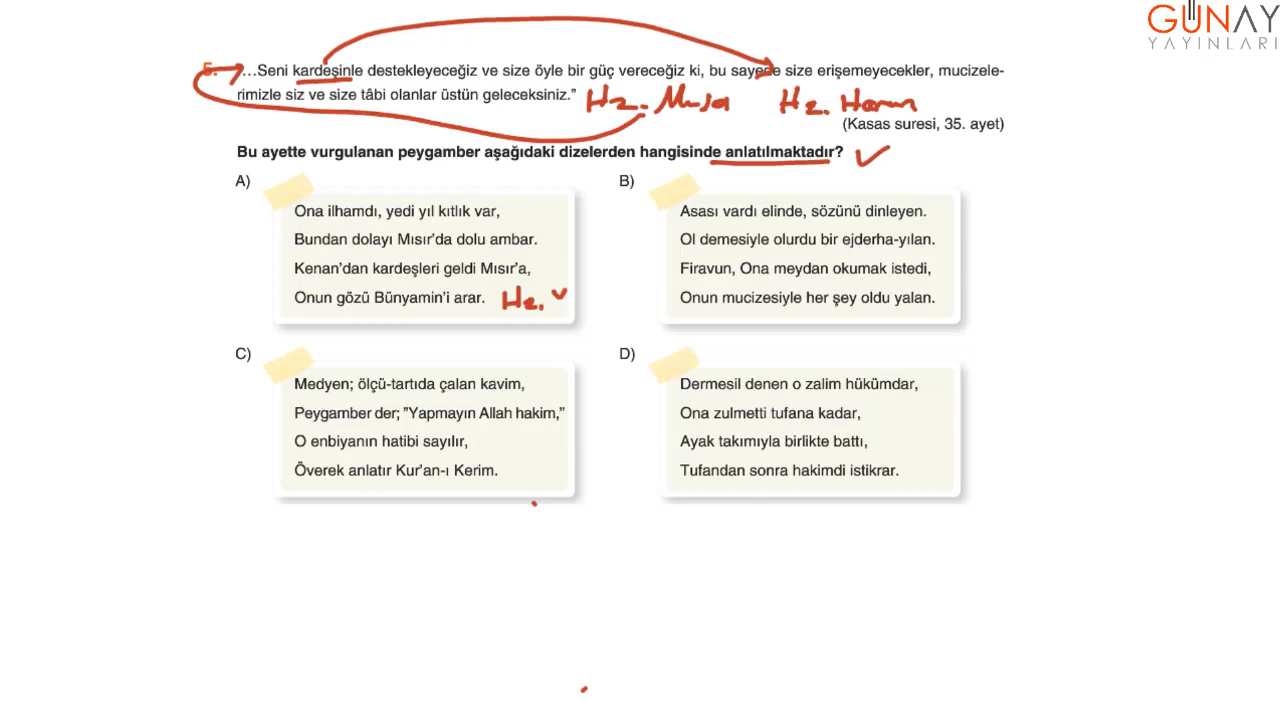 GÜNAY
YAYINLARI
5. "…Seni kardeşinle destekleyeceğiz ve size öyle bir güç vereceğiz ki, bu sayede size erişemeyecekler, mucizele-
rimizle siz ve size tâbi olanlar üstün geleceksiniz." Hz. Musa Hz. Harun
(Kasas suresi, 35. ayet)
Bu ayette vurgulanan peygamber aşağıdaki dizelerden hangisinde anlatılmaktadır?
A)
Ona ilhamdı, yedi yıl kıtlık var,
Bundan dolayı Mısır'da dolu ambar.
Kenan'dan kardeşleri geldi Mısır'a,
Onun gözü Bünyamin'i arar. Hz.
B)
Asası vardı elinde, sözünü dinleyen.
Ol demesiyle olurdu bir ejderha-yılan.
Firavun, Ona meydan okumak istedi,
Onun mucizesiyle her şey oldu yalan.
C)
Medyen; ölçü-tartıda çalan kavim,
Peygamber der; "Yapmayın Allah hakim,"
O enbiyanın hatibi sayılır,
Överek anlatır Kur'an-ı Kerim.
D)
Dermesil denen o zalim hükümdar,
Ona zulmetti tufana kadar,
Ayak takımıyla birlikte battı,
Tufandan sonra hakimdi istikrar.